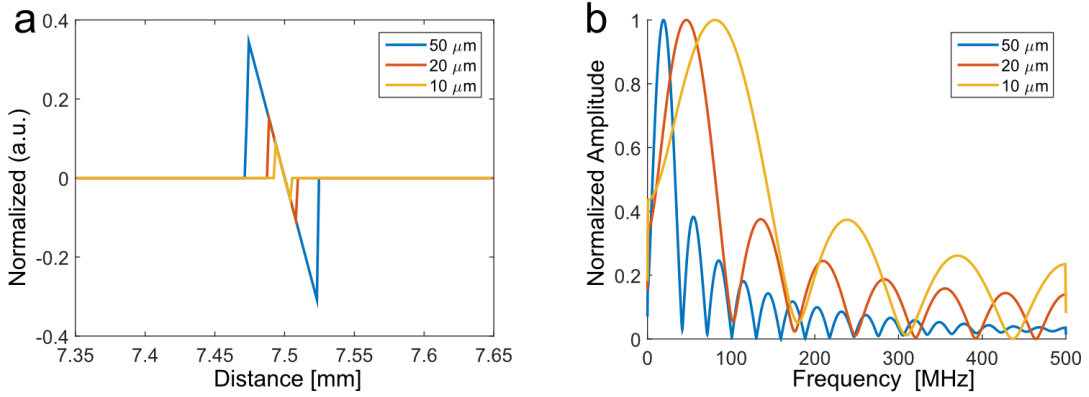 a
0.4
0.2
0
-0.2
-0.4
Normalized (a.u.)
7.35 7.4 7.45 7.5 7.55 7.6 7.65
Distance [mm]
50 μm
20 μm
10 μm
b
1
0.8
0.6
0.4
0.2
0
Normalized Amplitude
0 100 200 300 400 500
Frequency [MHz]
50 μm
20 μm
10 μm